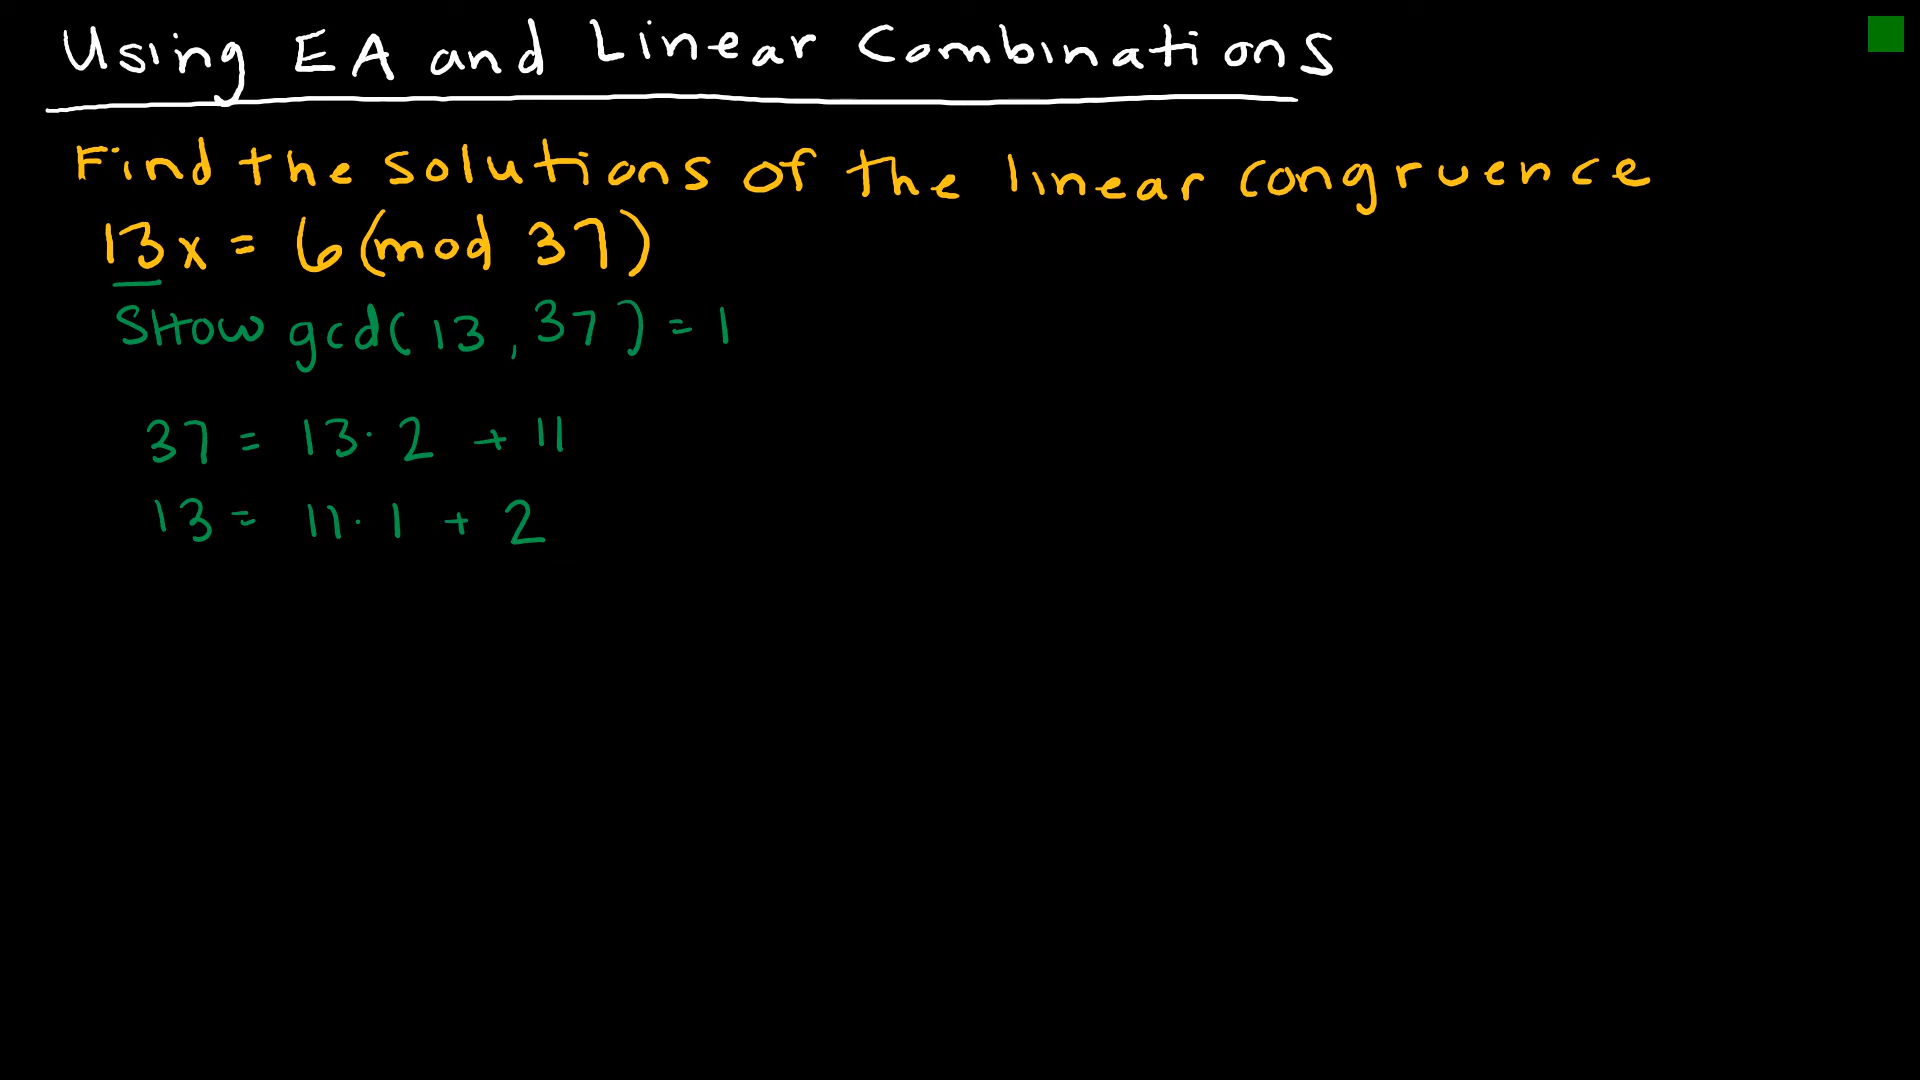 Using EA and Linear Combinations
Find the solutions of the linear congruence
13x = 6 (mod 37)
SHow gcd(13, 37) = 1
37 = 13·2 + 11
13 = 11·1 + 2